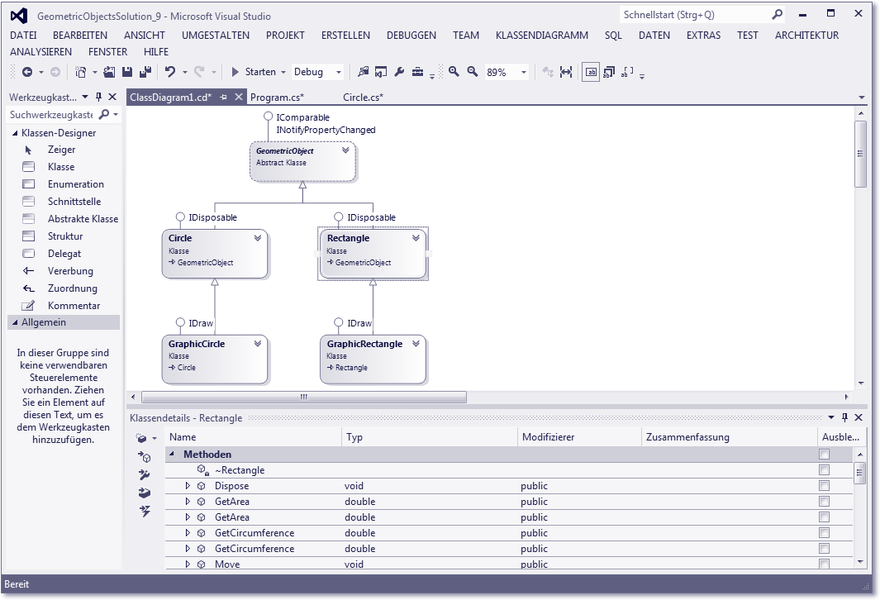 GeometricObjectsSolution_9 - Microsoft Visual Studio
Schnellstart (Strg+Q)
DATEI BEARBEITEN ANSICHT UMGESTALTEN PROJEKT ERSTELLEN DEBUGGEN TEAM KLASSENDIAGRAMM SQL DATEN EXTRAS TEST ARCHITEKTUR
ANALYSIEREN FENSTER HILFE
Starten Debug 89%
Werkzeugkast...
Suchwerkzeugkaste
Klassen-Designer
Zeiger
Klasse
Enumeration
Schnittstelle
Abstrakte Klasse
Struktur
Delegat
Vererbung
Zuordnung
Kommentar
Allgemein
In dieser Gruppe sind
keine verwendbaren
Steuerelemente
vorhanden. Ziehen
Sie ein Element auf
diesen Text, um es
dem Werkzeugkasten
hinzuzufügen.
ClassDiagram1.cd* Program.cs* Circle.cs*
IComparable
INotifyPropertyChanged
GeometricObject
Abstract Klasse
IDisposable
Circle
Klasse
GeometricObject
IDisposable
Rectangle
Klasse
GeometricObject
IDraw
GraphicCircle
Klasse
Circle
IDraw
GraphicRectangle
Klasse
Rectangle
Klassendetails - Rectangle
Name Typ Modifizierer Zusammenfassung Ausble...
Methoden
~Rectangle
Dispose void public
GetArea double public
GetArea double public
GetCircumference double public
GetCircumference double public
Move void public
Bereit